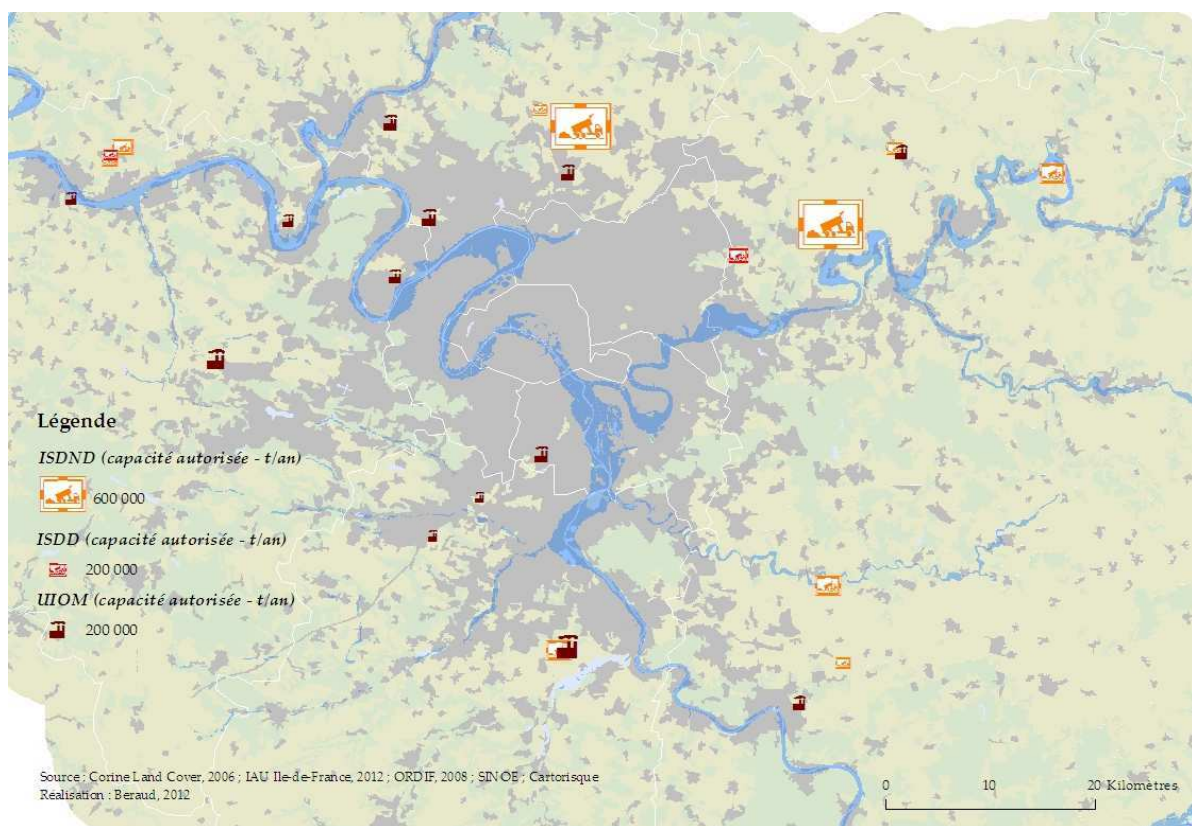 Légende
ISDND (capacité autorisée - t/an)
600 000
ISDD (capacité autorisée - t/an)
200 000
UIOM (capacité autorisée - t/an)
200 000
Source : Corine Land Cover, 2006 ; IAU Ile-de-France, 2012 ; ORDIF, 2008 ; SINOE ; Cartorisque
Réalisation : Beraud, 2012
0 10 20 Kilomètres